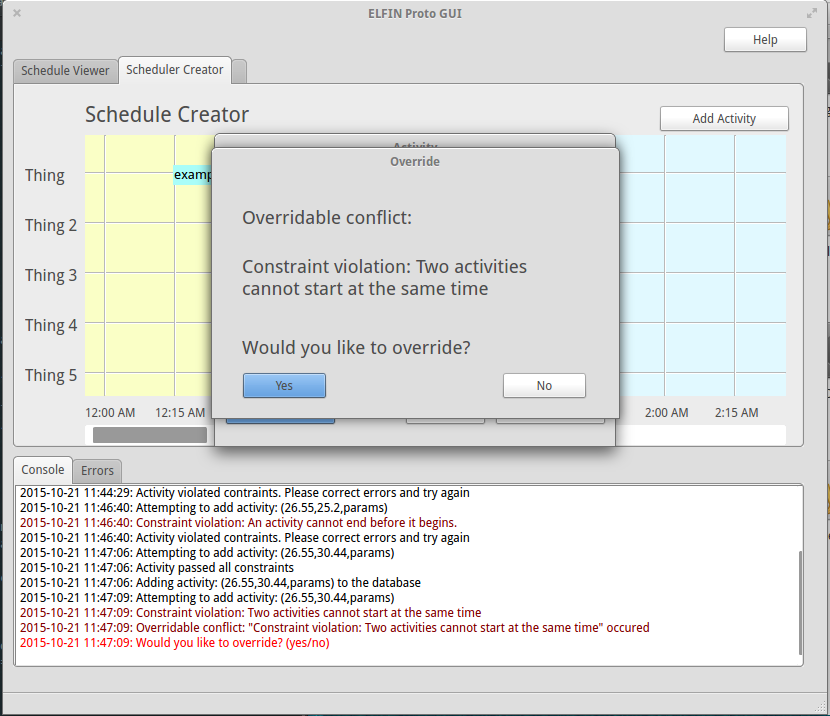 ELFIN Proto GUI
Help
Schedule Viewer
Scheduler Creator
Schedule Creator
Add Activity
Activity
Override
Thing
examp
Thing 2
Thing 3
Thing 4
Thing 5
Overridable conflict:
Constraint violation: Two activities
cannot start at the same time
Would you like to override?
Yes
No
12:00 AM
12:15 AM
2:00 AM
2:15 AM
Console
Errors
2015-10-21 11:44:29: Activity violated contraints. Please correct errors and try again
2015-10-21 11:46:40: Attempting to add activity: (26.55,25.2,params)
2015-10-21 11:46:40: Constraint violation: An activity cannot end before it begins.
2015-10-21 11:46:40: Activity violated contraints. Please correct errors and try again
2015-10-21 11:47:06: Attempting to add activity: (26.55,30.44,params)
2015-10-21 11:47:06: Activity passed all constraints
2015-10-21 11:47:06: Adding activity: (26.55,30.44,params) to the database
2015-10-21 11:47:09: Attempting to add activity: (26.55,30.44,params)
2015-10-21 11:47:09: Constraint violation: Two activities cannot start at the same time
2015-10-21 11:47:09: Overridable conflict: "Constraint violation: Two activities cannot start at the same time" occured
2015-10-21 11:47:09: Would you like to override? (yes/no)